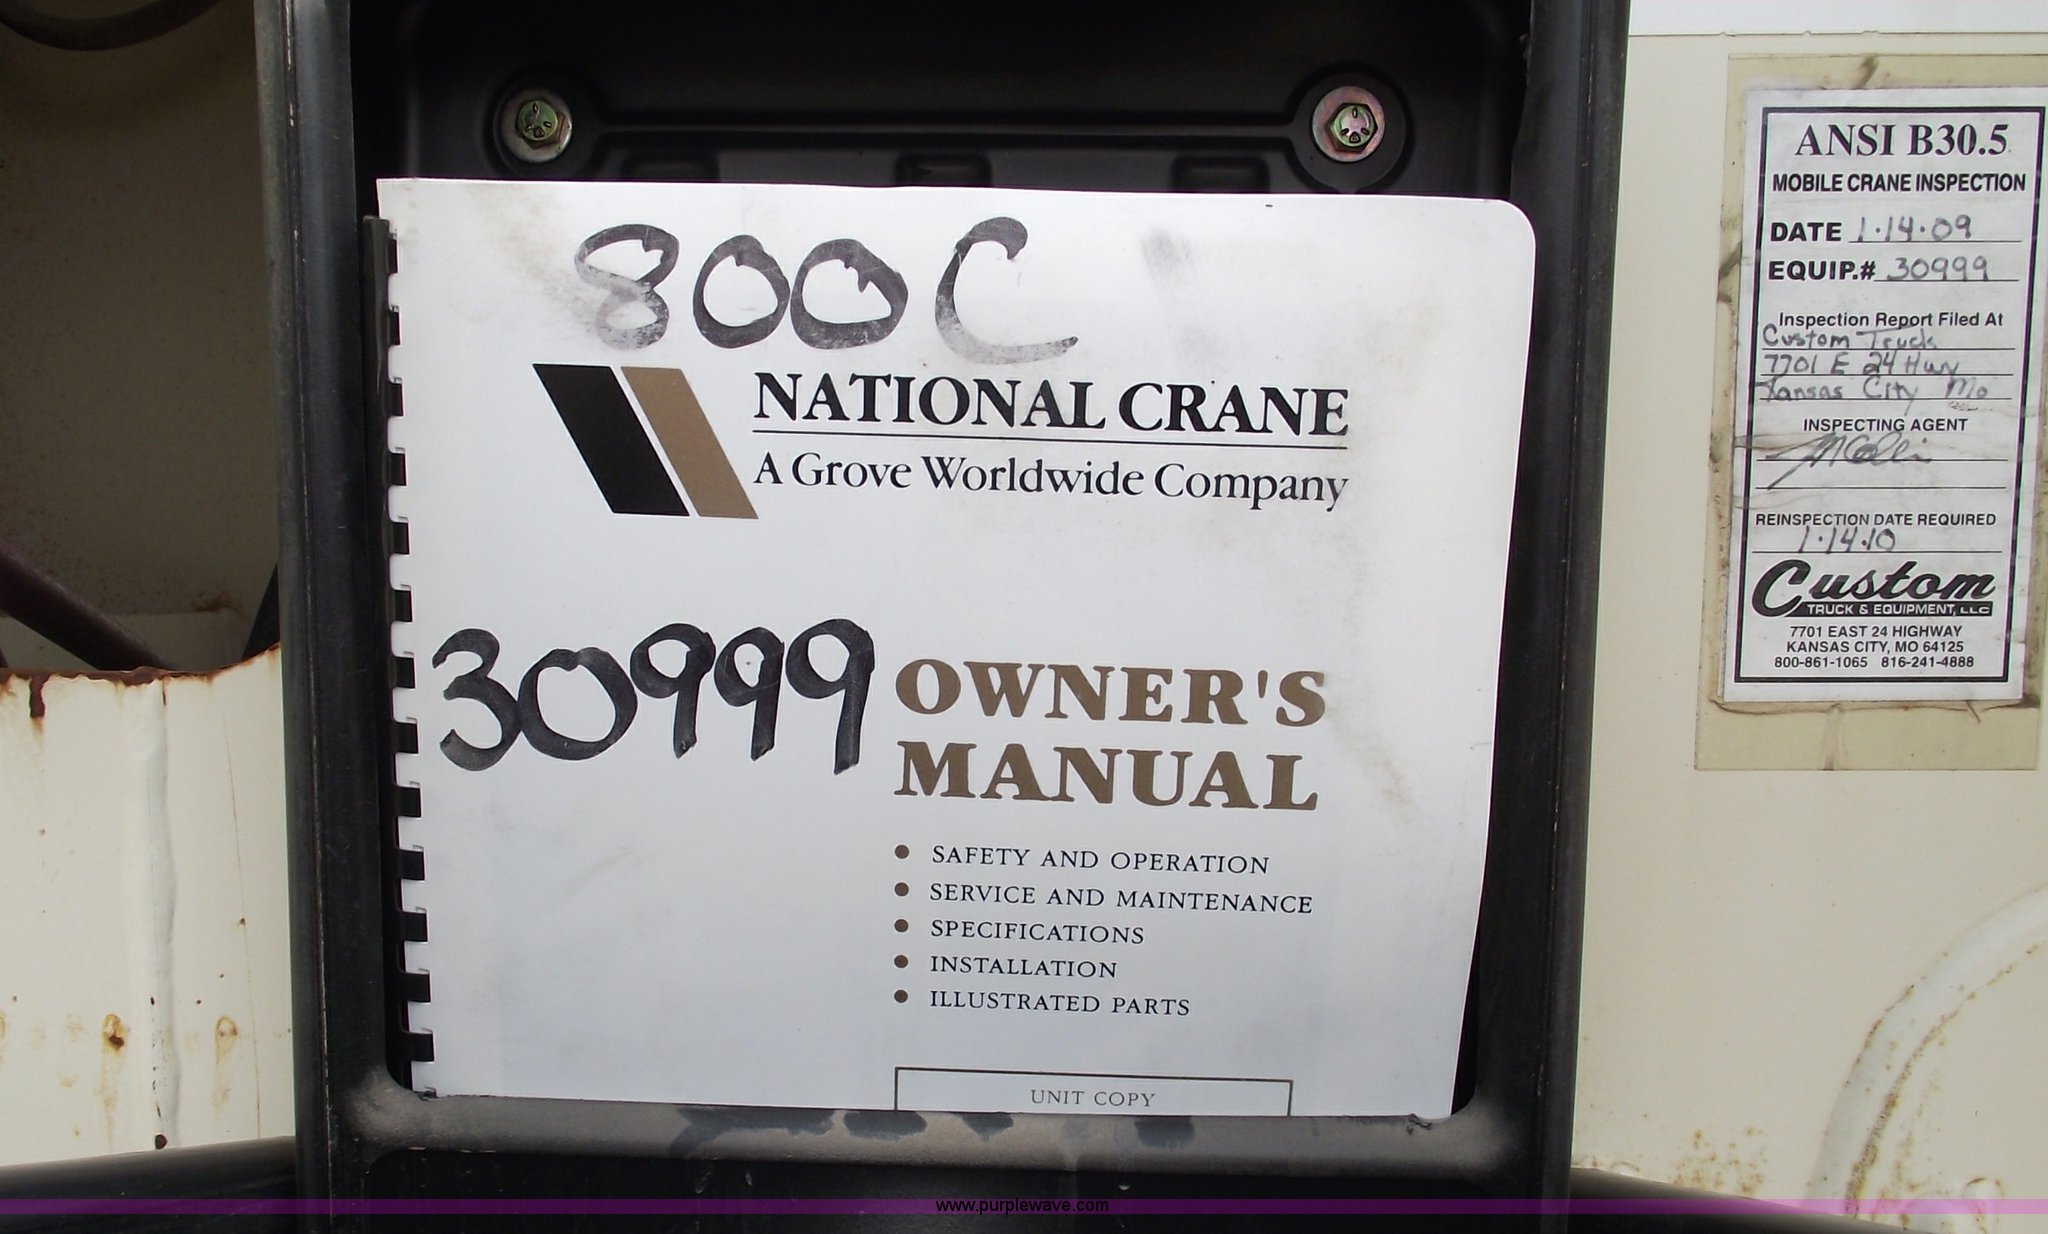 800C
NATIONAL CRANE
A Grove Worldwide Company
30999
OWNER'S
MANUAL
• SAFETY AND OPERATION
• SERVICE AND MAINTENANCE
• SPECIFICATIONS
• INSTALLATION
• ILLUSTRATED PARTS
UNIT COPY
ANSI B30.5
MOBILE CRANE INSPECTION
DATE 1·14·09
EQUIP.# 30999
Inspection Report Filed At
Custom Truck
7701 E 24 Hwy
Kansas City Mo
INSPECTING AGENT
REINSPECTION DATE REQUIRED
1·14·10
Custom
TRUCK & EQUIPMENT, LLC
7701 EAST 24 HIGHWAY
KANSAS CITY, MO 64125
800-861-1065 816-241-4888
www.purplewave.com